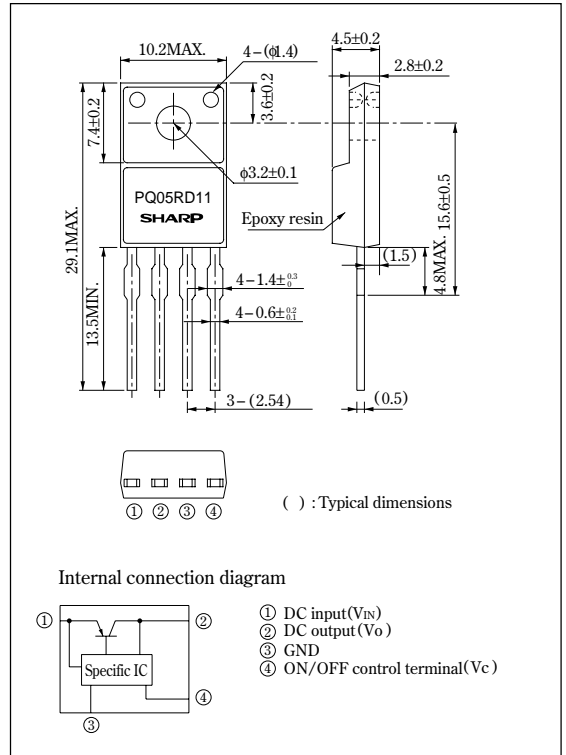 10.2MAX.
4−(ϕ1.4)
4.5±0.2
2.8±0.2
3.6±0.2
7.4±0.2
29.1MAX.
13.5MIN.
ϕ3.2±0.1
PQ05RD11
SHARP
Epoxy resin
15.6±0.5
4.8MAX.
(1.5)
4−1.4± 0.3 0
4−0.6± 0.2 0.1
3−(2.54)
(0.5)
① ② ③ ④
( ) : Typical dimensions
Internal connection diagram
①
②
Specific IC
④
③
① DC input(VIN)
② DC output(Vo)
③ GND
④ ON/OFF control terminal(Vc)